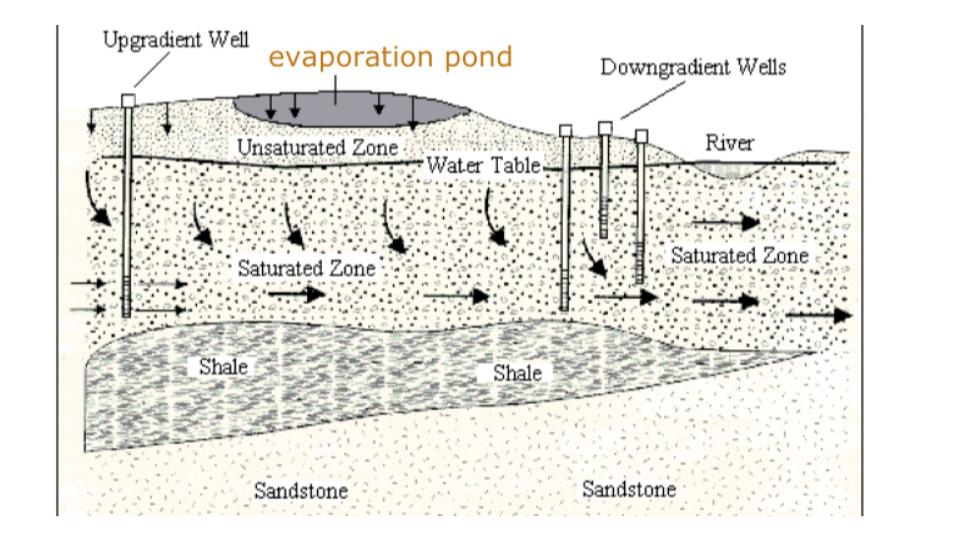 Upgradient Well
evaporation pond
Downgradient Wells
Unsaturated Zone
River
Water Table
Saturated Zone
Saturated Zone
Shale
Shale
Sandstone
Sandstone